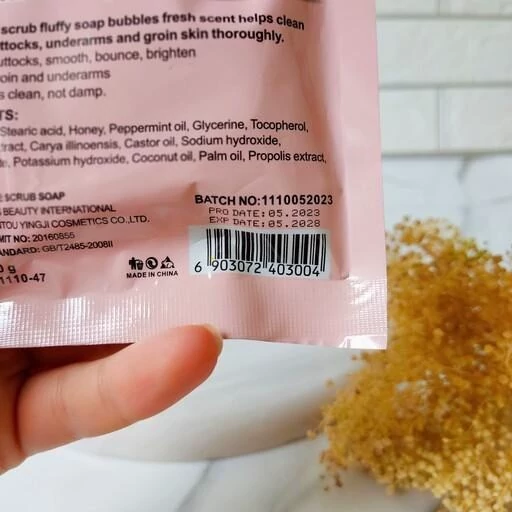 scrub fluffy soap bubbles fresh scent helps clean
ttocks, underarms and groin skin thoroughly.
uttocks, smooth, bounce, brighten
oin and underarms
s clean, not damp.
TS:
Stearic acid, Honey, Peppermint oil, Glycerine, Tocopherol,
tract, Carya illinoensis, Castor oil, Sodium hydroxide,
Potassium hydroxide, Coconut oil, Palm oil, Propolis extract,
E SCRUB SOAP
BEAUTY INTERNATIONAL
NTOU YINGJI COSMETICS CO.,LTD.
MIT NO: 20160855
ANDARD: GB/T2485-2008II
0 g
1110-47
BATCH NO:1110052023
PRO DATE:05.2023
EXP DATE:05.2028
MADE IN CHINA
6 903072 403004